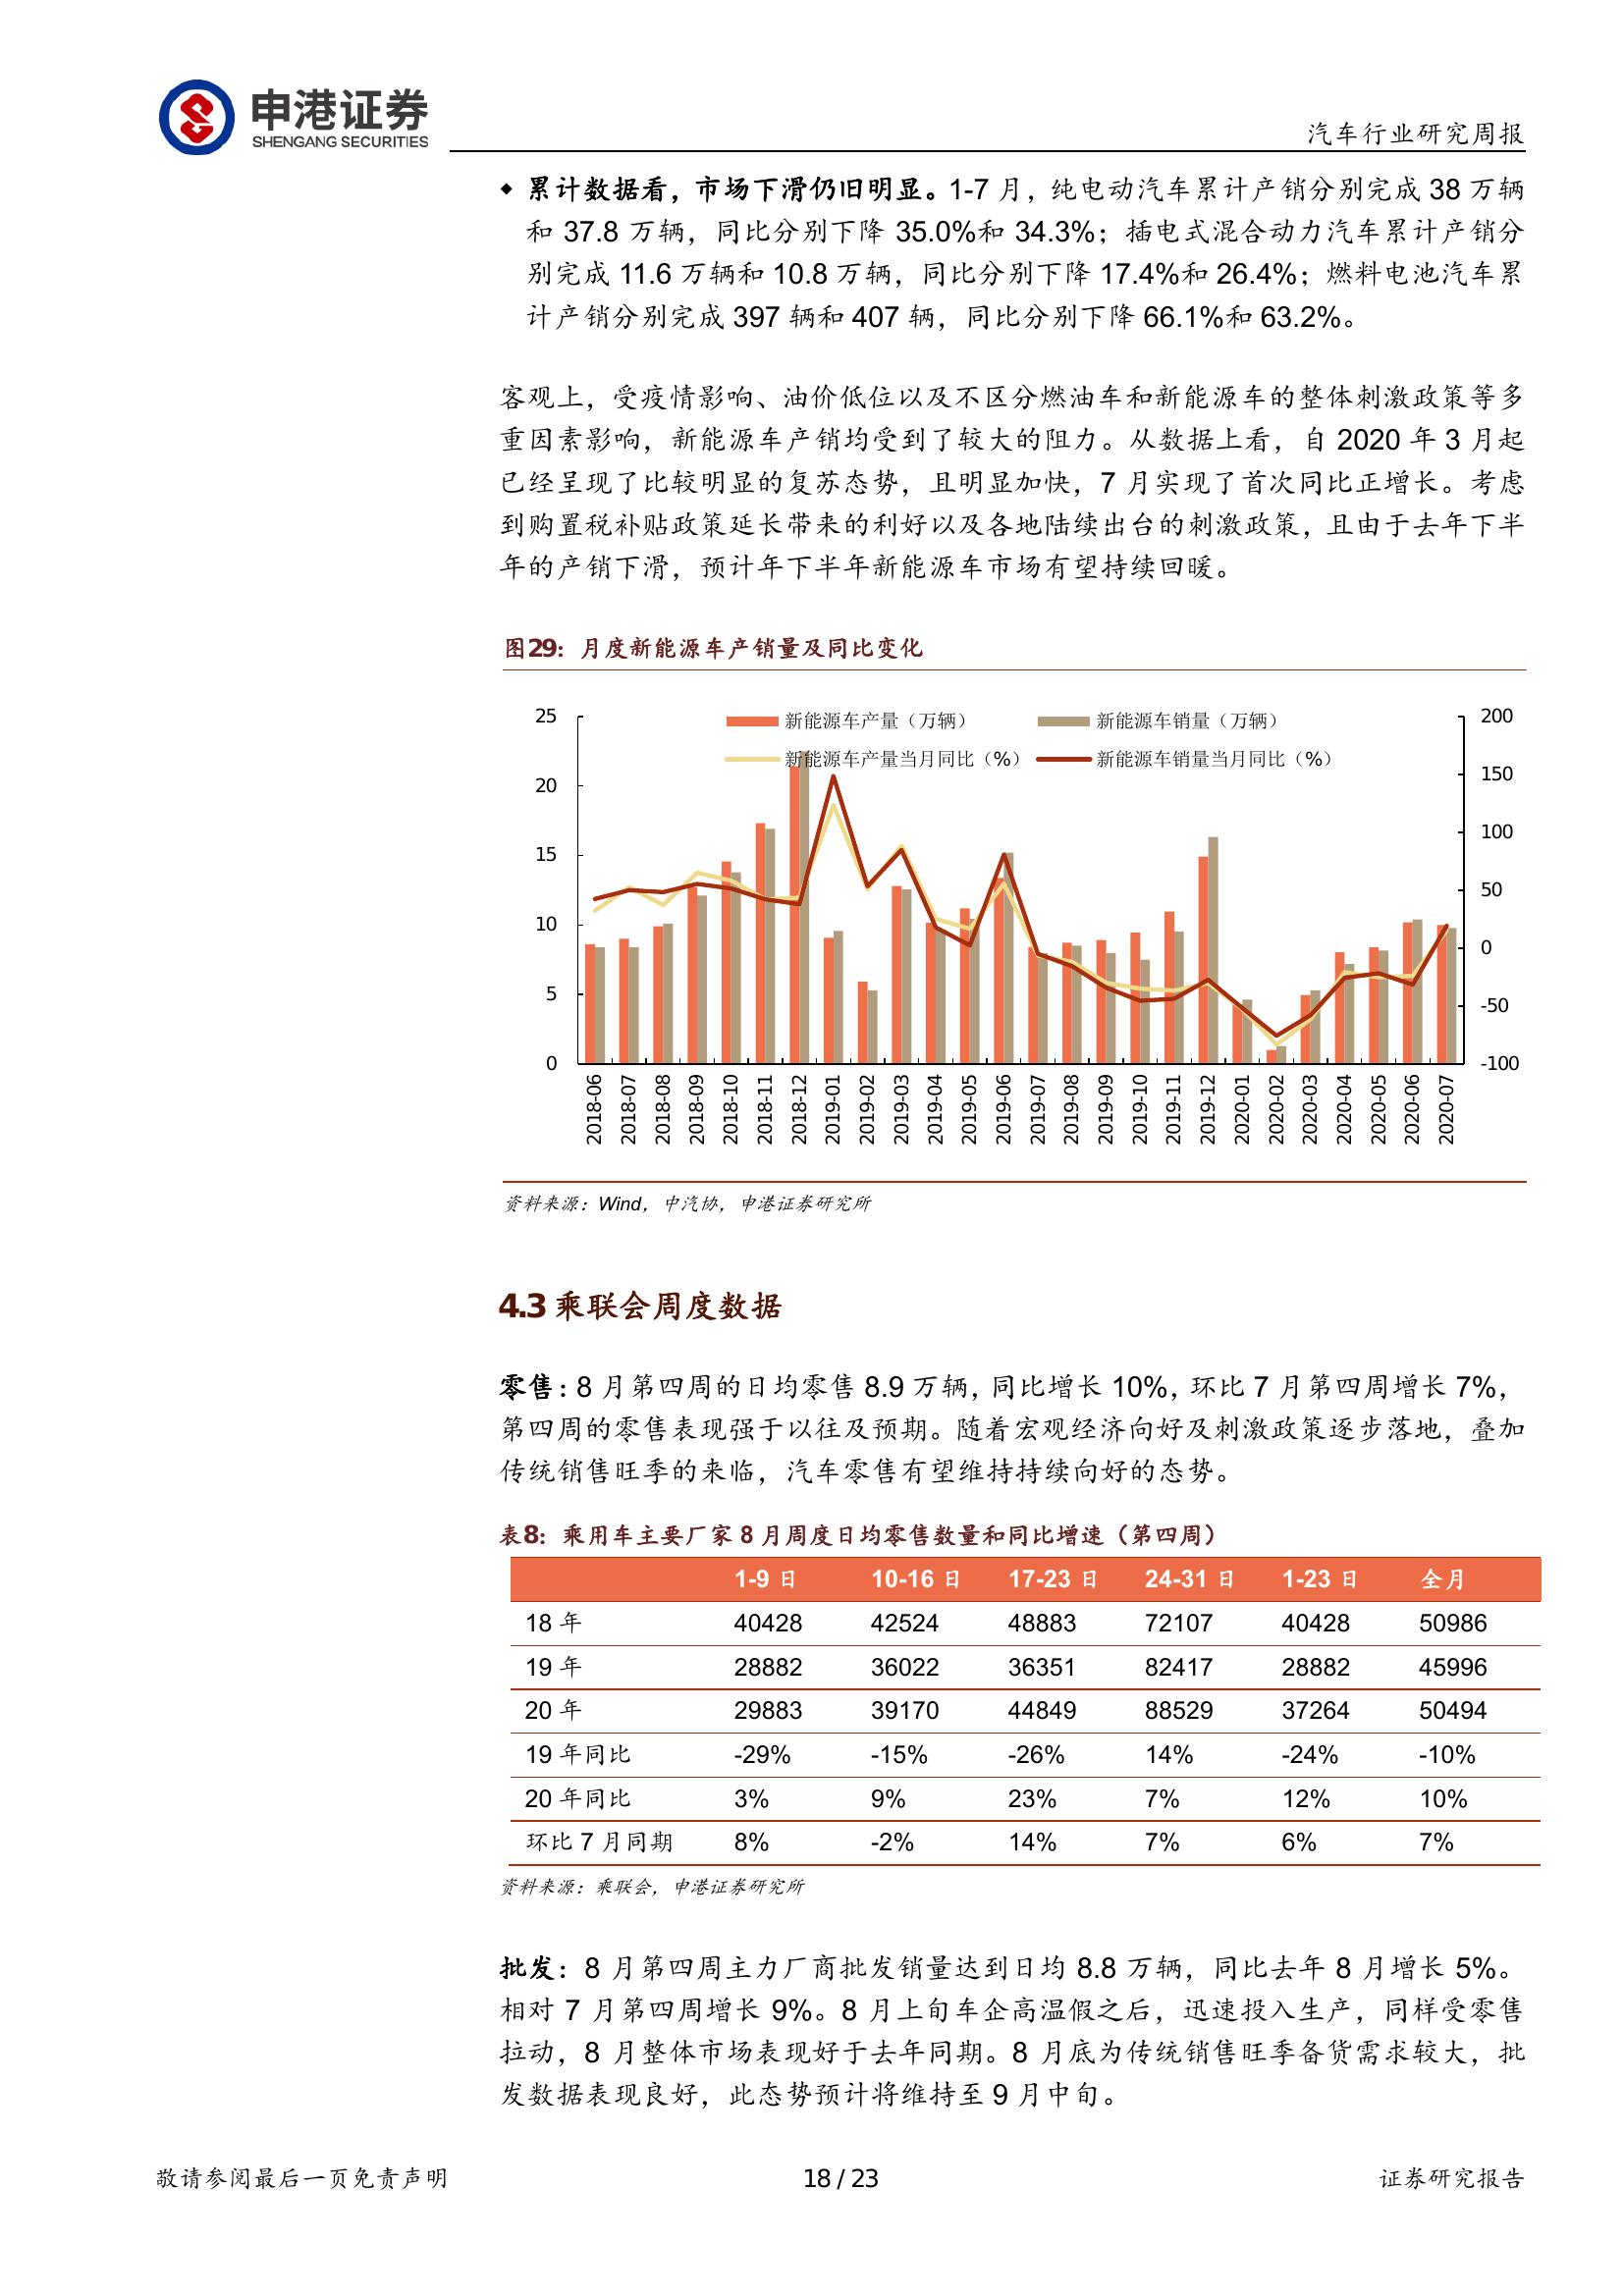 申港证券
SHENGANG SECURITIES
汽车行业研究周报
◆ 累计数据看，市场下滑仍旧明显。1-7 月，纯电动汽车累计产销分别完成 38 万辆
和 37.8 万辆，同比分别下降 35.0%和 34.3%；插电式混合动力汽车累计产销分
别完成 11.6 万辆和 10.8 万辆，同比分别下降 17.4%和 26.4%；燃料电池汽车累
计产销分别完成 397 辆和 407 辆，同比分别下降 66.1%和 63.2%。
客观上，受疫情影响、油价低位以及不区分燃油车和新能源车的整体刺激政策等多
重因素影响，新能源车产销均受到了较大的阻力。从数据上看，自 2020 年 3 月起
已经呈现了比较明显的复苏态势，且明显加快，7 月实现了首次同比正增长。考虑
到购置税补贴政策延长带来的利好以及各地陆续出台的刺激政策，且由于去年下半
年的产销下滑，预计年下半年新能源车市场有望持续回暖。
图29：月度新能源车产销量及同比变化
新能源车产量（万辆） 新能源车销量（万辆）
新能源车产量当月同比（%） 新能源车销量当月同比（%）
25 200
20 150
15 100
10 50
5 0
0 -50
-100
2018-06 2018-07 2018-08 2018-09 2018-10 2018-11 2018-12 2019-01 2019-02 2019-03 2019-04 2019-05 2019-06 2019-07 2019-08 2019-09 2019-10 2019-11 2019-12 2020-01 2020-02 2020-03 2020-04 2020-05 2020-06 2020-07
资料来源：Wind，中汽协，申港证券研究所
4.3 乘联会周度数据
零售：8 月第四周的日均零售 8.9 万辆，同比增长 10%，环比 7 月第四周增长 7%，
第四周的零售表现强于以往及预期。随着宏观经济向好及刺激政策逐步落地，叠加
传统销售旺季的来临，汽车零售有望维持持续向好的态势。
表8：乘用车主要厂家 8 月周度日均零售数量和同比增速（第四周）
1-9 日 10-16 日 17-23 日 24-31 日 1-23 日 全月
18 年 40428 42524 48883 72107 40428 50986
19 年 28882 36022 36351 82417 28882 45996
20 年 29883 39170 44849 88529 37264 50494
19 年同比 -29% -15% -26% 14% -24% -10%
20 年同比 3% 9% 23% 7% 12% 10%
环比 7 月同期 8% -2% 14% 7% 6% 7%
资料来源：乘联会，申港证券研究所
批发：8 月第四周主力厂商批发销量达到日均 8.8 万辆，同比去年 8 月增长 5%。
相对 7 月第四周增长 9%。8 月上旬车企高温假之后，迅速投入生产，同样受零售
拉动，8 月整体市场表现好于去年同期。8 月底为传统销售旺季备货需求较大，批
发数据表现良好，此态势预计将维持至 9 月中旬。
敬请参阅最后一页免责声明 18 / 23 证券研究报告